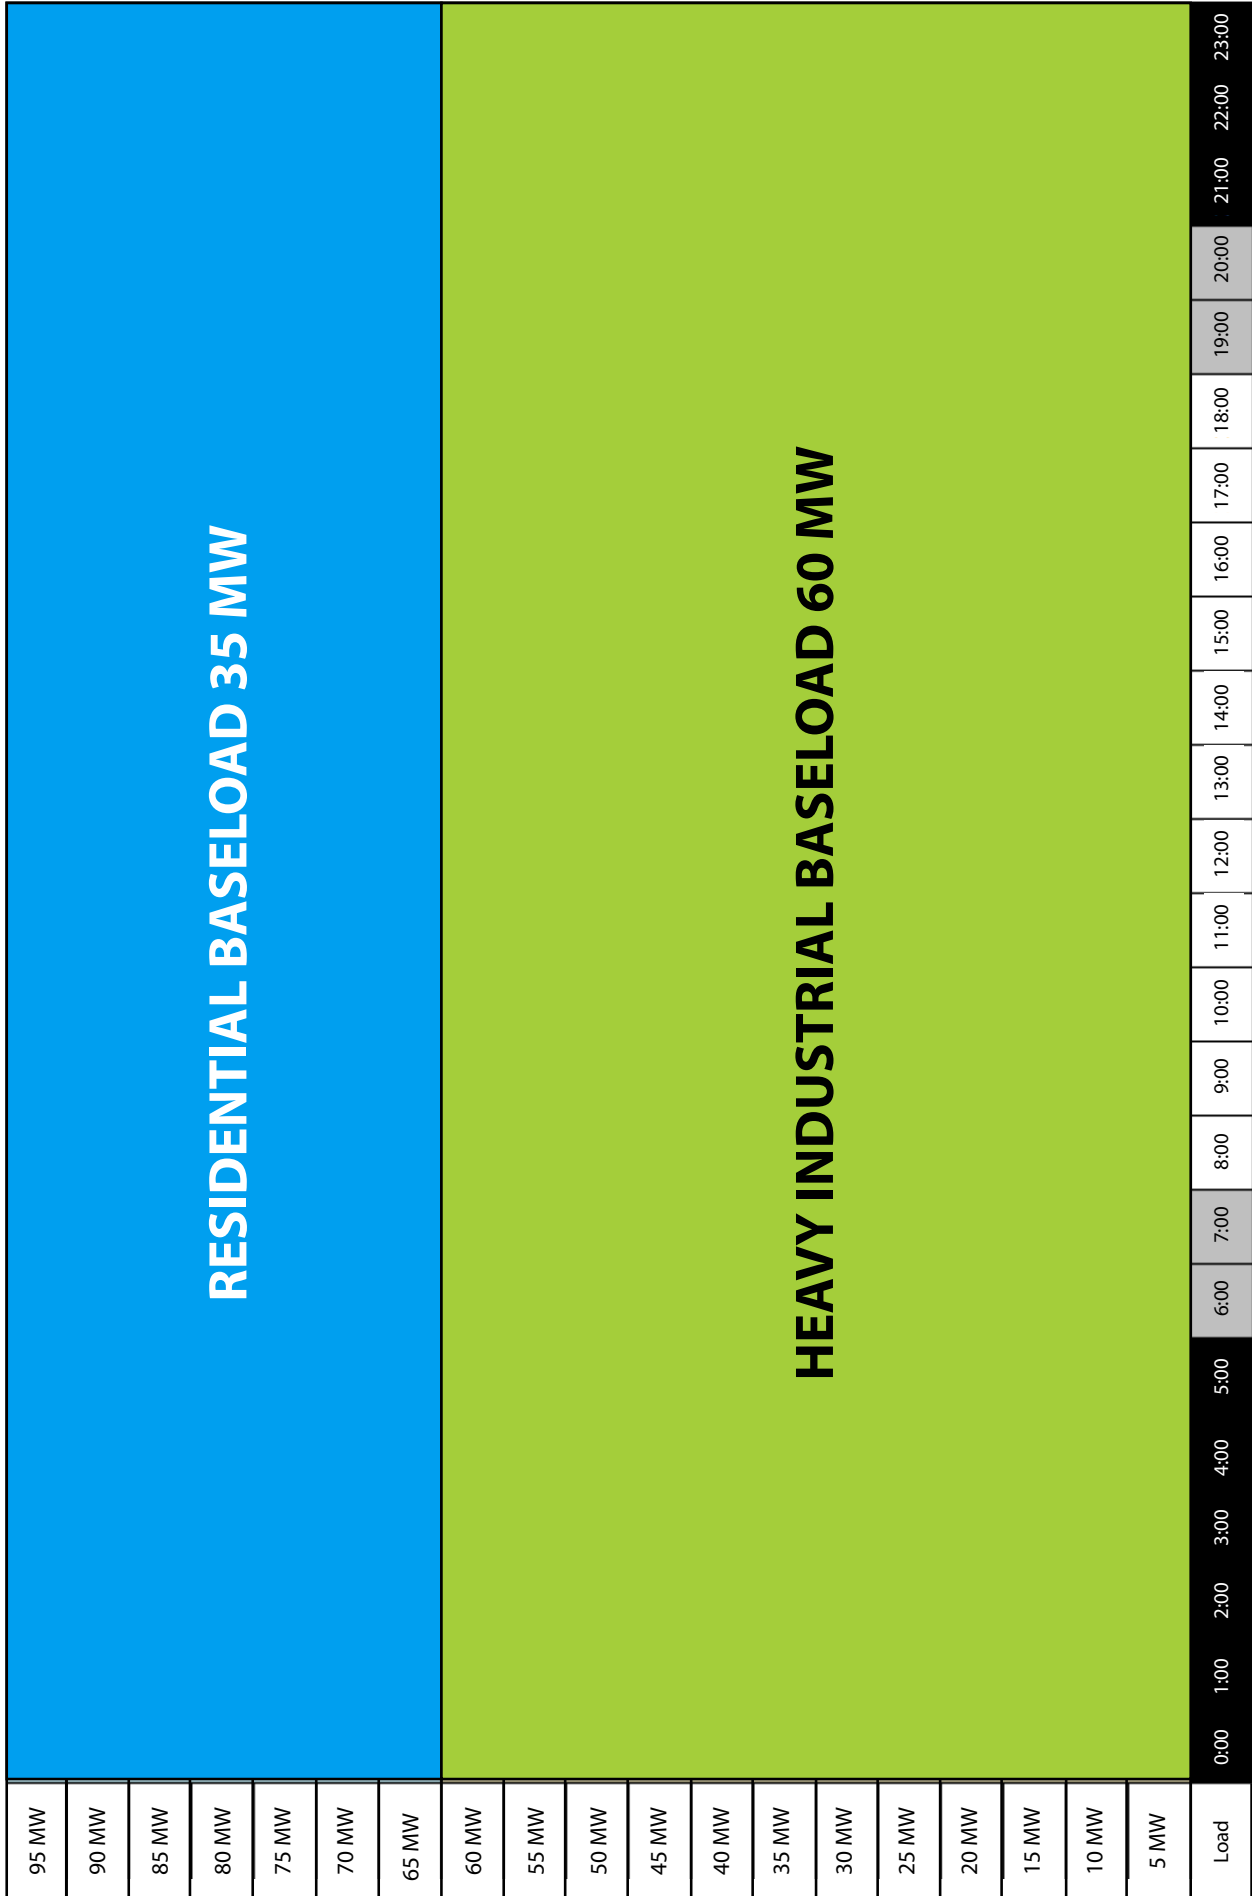 95 MW
90 MW
85 MW
80 MW
75 MW
70 MW
65 MW
60 MW
55 MW
50 MW
45 MW
40 MW
35 MW
30 MW
25 MW
20 MW
15 MW
10 MW
5 MW
RESIDENTIAL BASELOAD 35 MW
HEAVY INDUSTRIAL BASELOAD 60 MW
Load 0:00 1:00 2:00 3:00 4:00 5:00 6:00 7:00 8:00 9:00 10:00 11:00 12:00 13:00 14:00 15:00 16:00 17:00 18:00 19:00 20:00 21:00 22:00 23:00